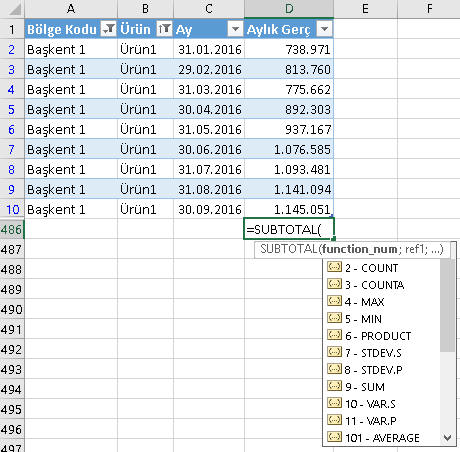 A B C D E F
1 Bölge Kodu Ürün Ay Aylık Gerç
2 Başkent 1 Ürün1 31.01.2016 738.971
3 Başkent 1 Ürün1 29.02.2016 813.760
4 Başkent 1 Ürün1 31.03.2016 775.662
5 Başkent 1 Ürün1 30.04.2016 892.303
6 Başkent 1 Ürün1 31.05.2016 937.167
7 Başkent 1 Ürün1 30.06.2016 1.076.585
8 Başkent 1 Ürün1 31.07.2016 1.093.481
9 Başkent 1 Ürün1 31.08.2016 1.141.094
10 Başkent 1 Ürün1 30.09.2016 1.145.051
486 =SUBTOTAL(
487 SUBTOTAL(function_num; ref1; ...)
488 2 - COUNT
489 3 - COUNTA
4 - MAX
490 5 - MIN
491 6 - PRODUCT
492 7 - STDEV.S
493 8 - STDEV.P
494 9 - SUM
495 10 - VAR.S
496 11 - VAR.P
497 101 - AVERAGE